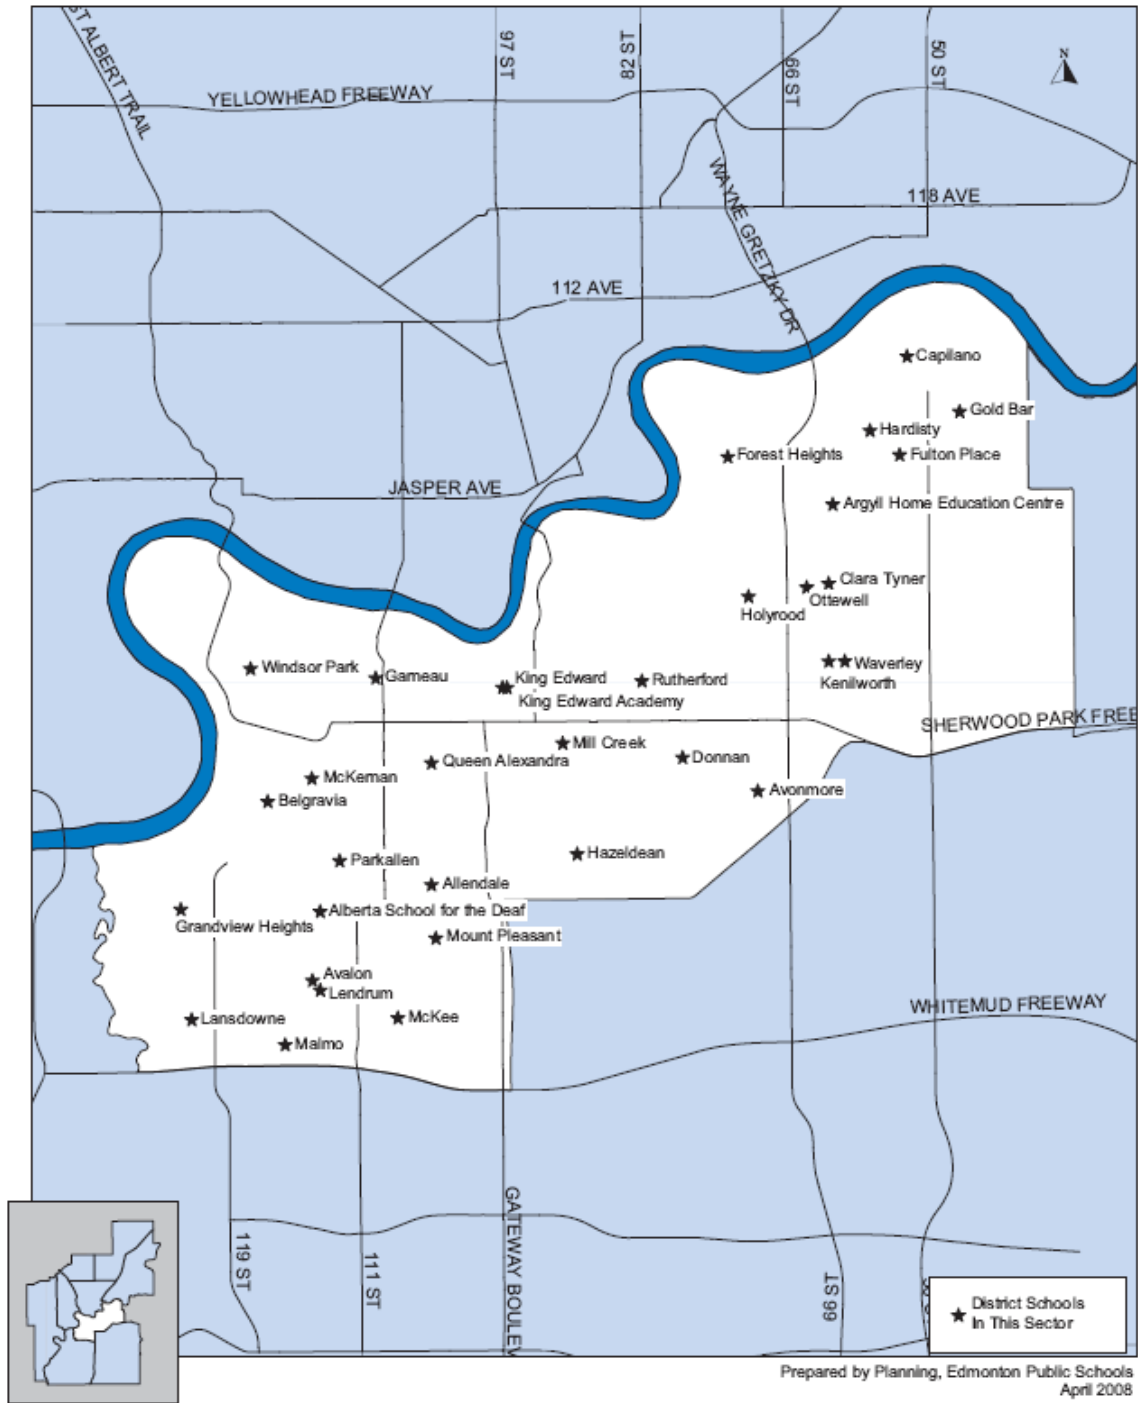 ST ALBERT TRAIL
97 ST
82 ST
66 ST
50 ST
N
YELLOWHEAD FREEWAY
WAYNE GRETZKY DR
118 AVE
112 AVE
Capilano
Gold Bar
Hardisty
Forest Heights
Fulton Place
JASPER AVE
Argyll Home Education Centre
Clara Tyner
Ottewell
Holyrood
Windsor Park
Garneau
King Edward
Rutherford
Waverley
Kenilworth
King Edward Academy
SHERWOOD PARK FREE
Mill Creek
Queen Alexandra
Donnan
McKernan
Avonmore
Belgravia
Hazeldean
Parkallen
Allendale
Alberta School for the Deaf
Grandview Heights
Mount Pleasant
Avalon
Lendrum
WHITEMUD FREEWAY
Lansdowne
McKee
Malmo
GATEWAY BOULEV
119 ST
111 ST
66 ST
District Schools
In This Sector
Prepared by Planning, Edmonton Public Schools
April 2008